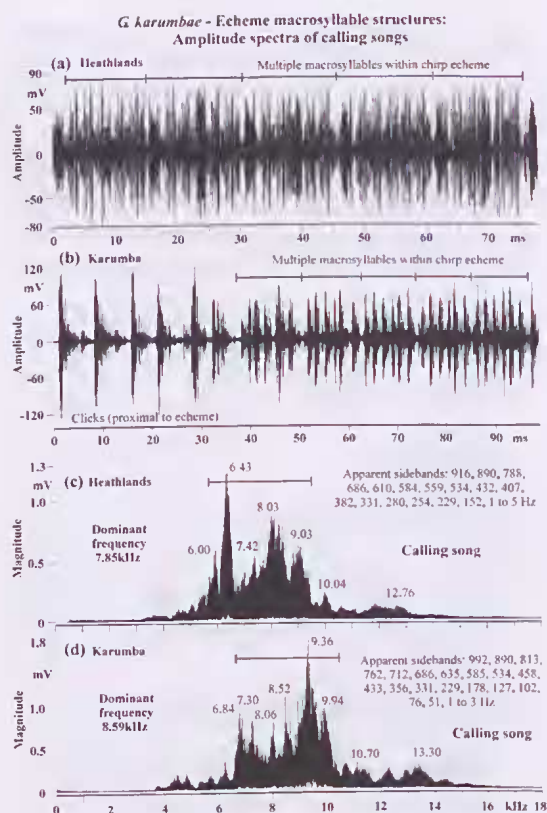 G. karumbae - Echeme macrosyllable structures:
Amplitude spectra of calling songs
(a) Heathlands Multiple macrosyllables within chirp echeme
90
mV
50
0
-50
-80
Amplitude
0 10 20 30 40 50 60 70 ms
(b) Karumba Multiple macrosyllables within chirp echeme
120
mV
60
0
-60
-120
Amplitude
Clicks (proximal to echeme)
0 10 20 30 40 50 60 70 80 90 ms
(c) Heathlands
1.3
mV
1.0
0.5
0
Magnitude
Dominant
frequency
7.85kHz
6.00 6.43 7.42 8.03 9.03 10.04 12.76
Apparent sidebands: 916, 890, 788,
686, 610, 584, 559, 534, 432, 407,
382, 331, 280, 254, 229, 152, 1 to 5 Hz
Calling song
(d) Karumba
1.8
mV
1.0
0.5
0
Magnitude
Dominant
frequency
8.59kHz
6.84 7.30 8.06 8.52 9.36 9.94 10.70 13.30
Apparent sidebands: 992, 890, 813,
762, 712, 686, 635, 585, 534, 458,
433, 356, 331, 229, 178, 127, 102,
76, 51, 1 to 3 Hz
Calling song
0 2 4 6 8 10 12 14 16 kHz 18